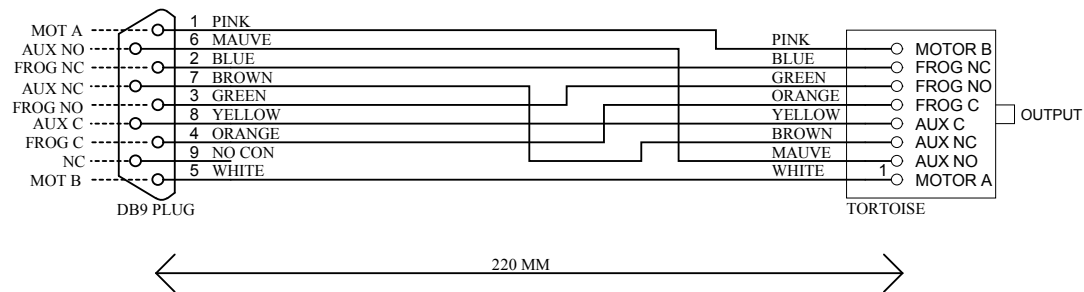 MOT A 1 PINK
AUX NO 6 MAUVE PINK MOTOR B
FROG NC 2 BLUE BLUE FROG NC
AUX NC 7 BROWN GREEN FROG NO
FROG NO 3 GREEN ORANGE FROG C OUTPUT
AUX C 8 YELLOW YELLOW AUX C
FROG C 4 ORANGE BROWN AUX NC
NC 9 NO CON MAUVE AUX NO
MOT B 5 WHITE WHITE 1 MOTOR A
DB9 PLUG TORTOISE
220 MM